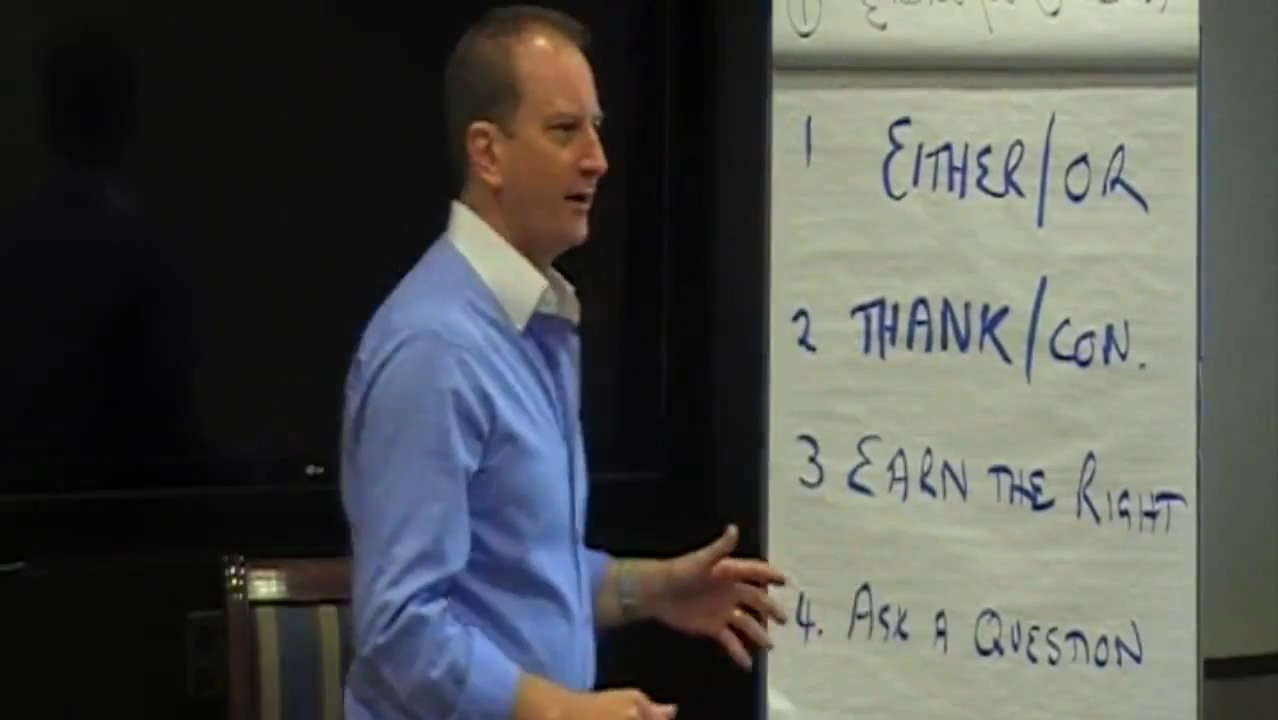 1 EITHER/OR
2 THANK/CON.
3 EARN THE RIGHT
4. ASK A QUESTION